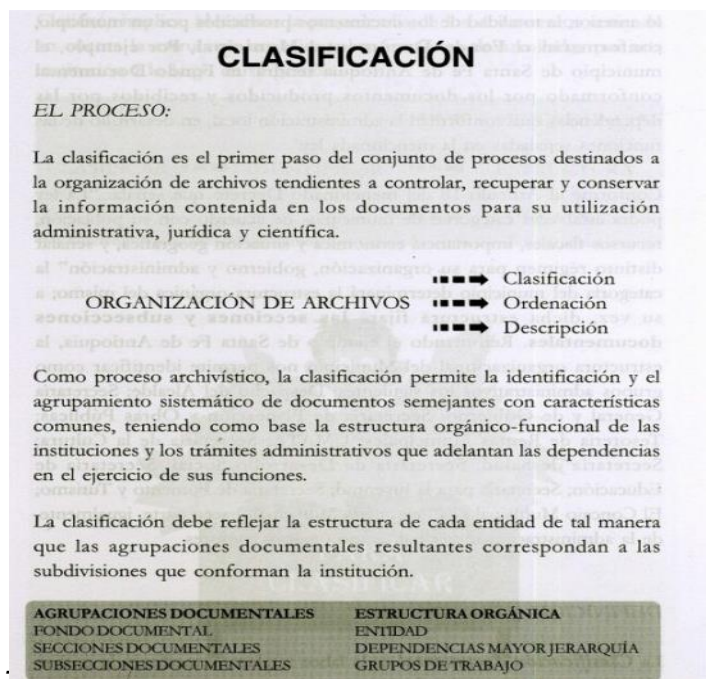 CLASIFICACIÓN
EL PROCESO:
La clasificación es el primer paso del conjunto de procesos destinados a
la organización de archivos tendientes a controlar, recuperar y conservar
la información contenida en los documentos para su utilización
administrativa, jurídica y científica.
Clasificación
ORGANIZACIÓN DE ARCHIVOS Ordenación
Descripción
Como proceso archivístico, la clasificación permite la identificación y el
agrupamiento sistemático de documentos semejantes con características
comunes, teniendo como base la estructura orgánico-funcional de las
instituciones y los trámites administrativos que adelantan las dependencias
en el ejercicio de sus funciones.
La clasificación debe reflejar la estructura de cada entidad de tal manera
que las agrupaciones documentales resultantes correspondan a las
subdivisiones que conforman la institución.
AGRUPACIONES DOCUMENTALES ESTRUCTURA ORGÁNICA
FONDO DOCUMENTAL ENTIDAD
SECCIONES DOCUMENTALES DEPENDENCIAS MAYOR JERARQUÍA
SUBSECCIONES DOCUMENTALES GRUPOS DE TRABAJO